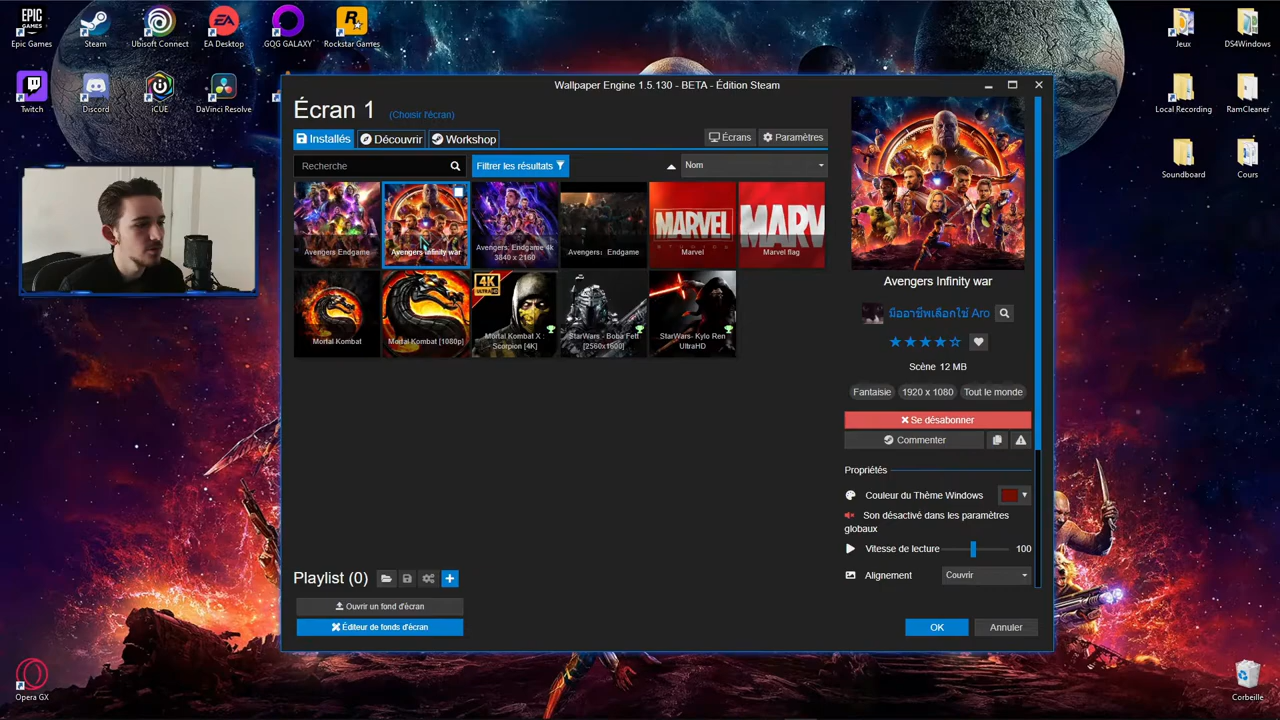 EPIC
GAMES
Epic Games
Steam
Ubisoft Connect
EA
EA Desktop
GOG GALAXY
R
Rockstar Games
Jeux
DS4Windows
Twitch
Discord
iCUE
DaVinci Resolve
Local Recording
RamCleaner
Soundboard
Cours
Wallpaper Engine 1.5.130 - BETA - Édition Steam
Écran 1 (Choisir l'écran)
Installés Découvrir Workshop
Écrans Paramètres
Recherche
Filtrer les résultats
Nom
Avengers Endgame
Avengers Infinity war
Avengers: Endgame 4k
3840 x 2160
Avengers: Endgame
MARVEL
STUDIOS
Marvel
MARV
Marvel flag
Mortal Kombat
Mortal Kombat [1080p]
4K
ULTRA HD
Mortal Kombat X :
Scorpion [4K]
StarWars - Boba Fett
[2560x1600]
StarWars- Kylo Ren
UltraHD
Avengers Infinity war
มืออาชีพเลือกใช้ Aro
Scène 12 MB
Fantaisie 1920 x 1080 Tout le monde
Se désabonner
Commenter
Propriétés
Couleur du Thème Windows
Son désactivé dans les paramètres
globaux
Vitesse de lecture 100
Alignement Couvrir
Playlist (0)
Ouvrir un fond d'écran
Éditeur de fonds d'écran
OK Annuler
Opera GX
Corbeille